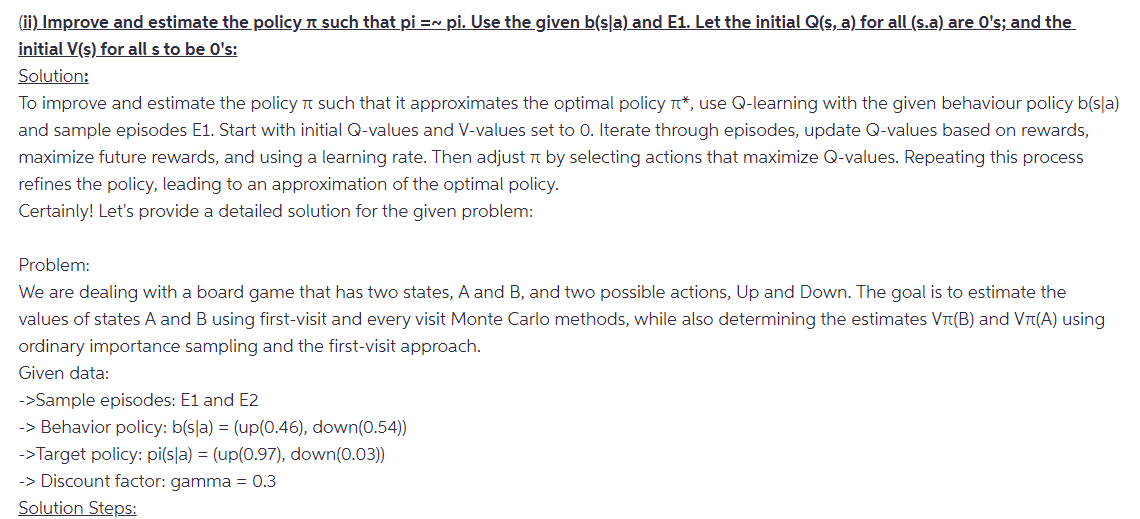 (ii) Improve and estimate the policy π such that pi =~ pi. Use the given b(s|a) and E1. Let the initial Q(s, a) for all (s.a) are 0's; and the
initial V(s) for all s to be 0's:
Solution:
To improve and estimate the policy π such that it approximates the optimal policy π*, use Q-learning with the given behaviour policy b(s|a)
and sample episodes E1. Start with initial Q-values and V-values set to 0. Iterate through episodes, update Q-values based on rewards,
maximize future rewards, and using a learning rate. Then adjust π by selecting actions that maximize Q-values. Repeating this process
refines the policy, leading to an approximation of the optimal policy.
Certainly! Let's provide a detailed solution for the given problem:
Problem:
We are dealing with a board game that has two states, A and B, and two possible actions, Up and Down. The goal is to estimate the
values of states A and B using first-visit and every visit Monte Carlo methods, while also determining the estimates Vπ(B) and Vπ(A) using
ordinary importance sampling and the first-visit approach.
Given data:
->Sample episodes: E1 and E2
-> Behavior policy: b(s|a) = (up(0.46), down(0.54))
->Target policy: pi(s|a) = (up(0.97), down(0.03))
-> Discount factor: gamma = 0.3
Solution Steps: